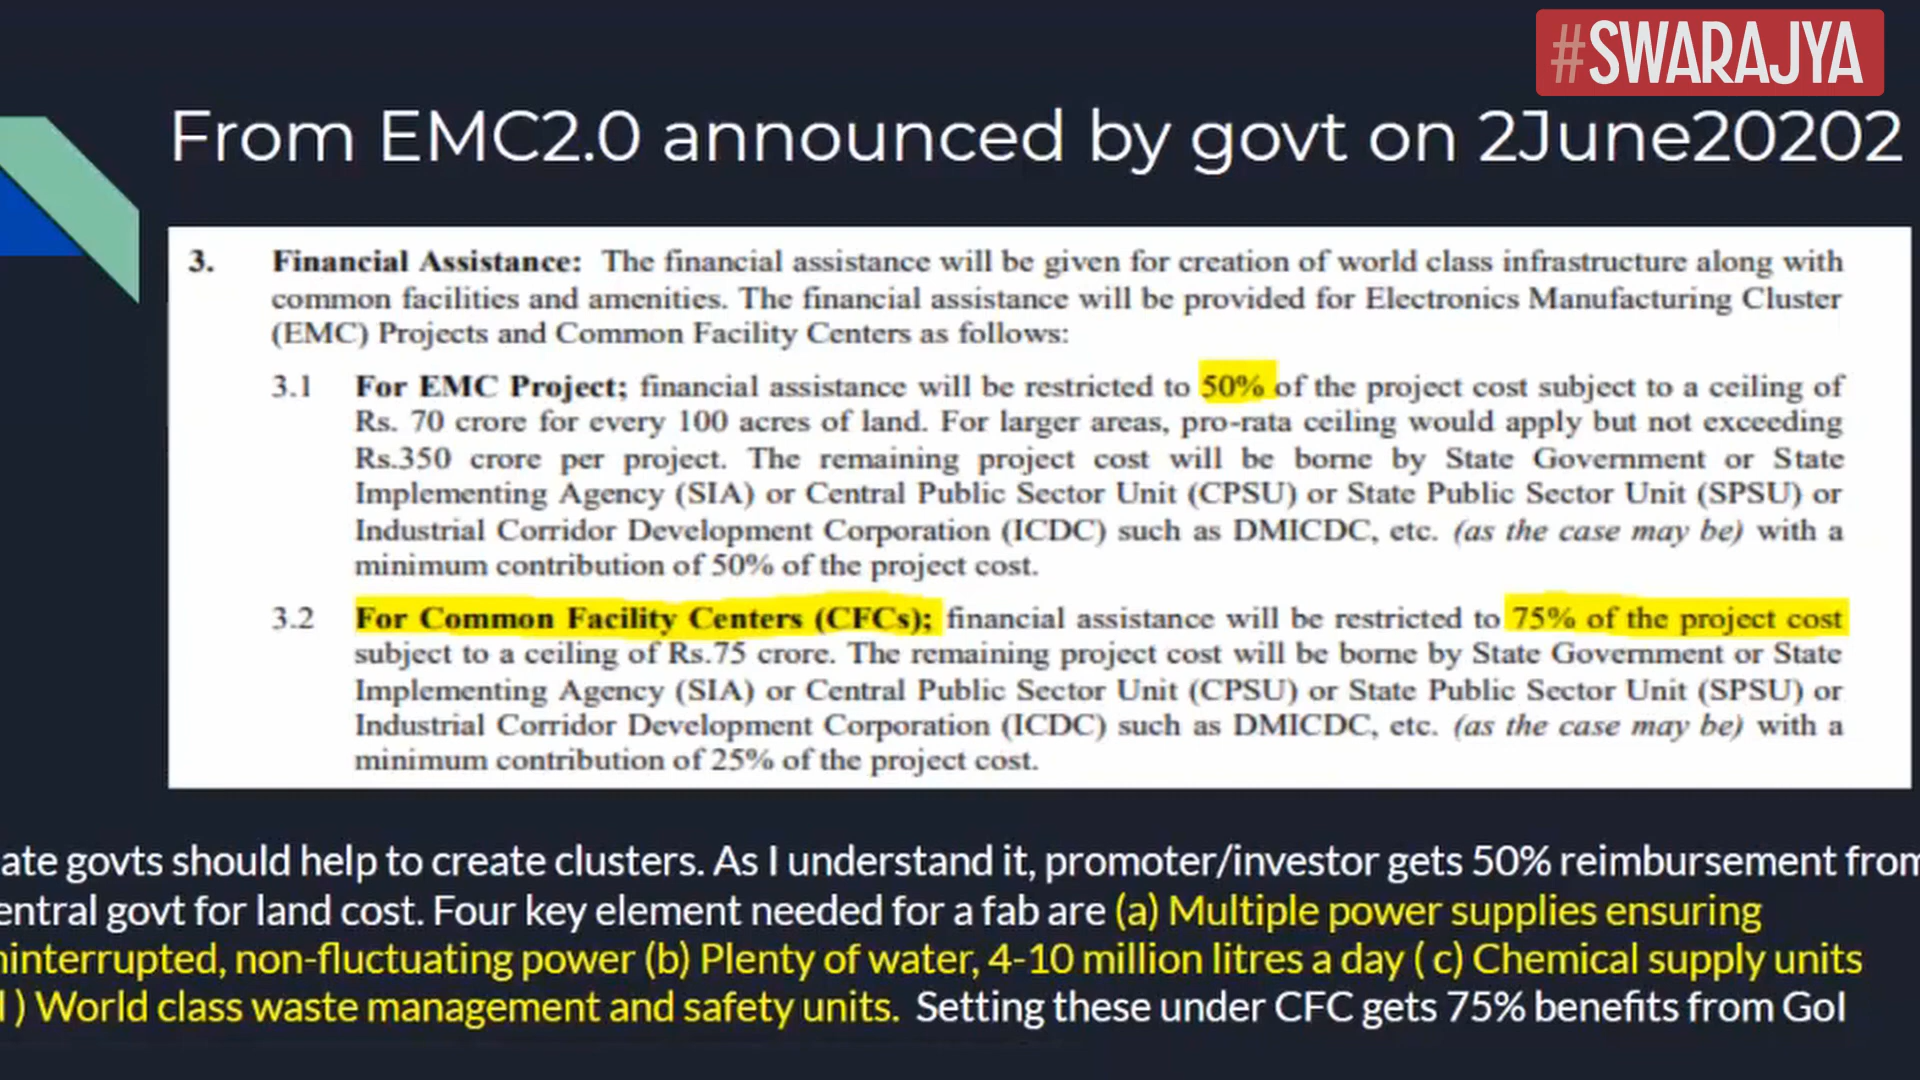 #SWARAJYA
From EMC2.0 announced by govt on 2June20202
3. Financial Assistance: The financial assistance will be given for creation of world class infrastructure along with
common facilities and amenities. The financial assistance will be provided for Electronics Manufacturing Cluster
(EMC) Projects and Common Facility Centers as follows:
3.1 For EMC Project; financial assistance will be restricted to 50% of the project cost subject to a ceiling of
Rs. 70 crore for every 100 acres of land. For larger areas, pro-rata ceiling would apply but not exceeding
Rs.350 crore per project. The remaining project cost will be borne by State Government or State
Implementing Agency (SIA) or Central Public Sector Unit (CPSU) or State Public Sector Unit (SPSU) or
Industrial Corridor Development Corporation (ICDC) such as DMICDC, etc. (as the case may be) with a
minimum contribution of 50% of the project cost.
3.2 For Common Facility Centers (CFCs); financial assistance will be restricted to 75% of the project cost
subject to a ceiling of Rs.75 crore. The remaining project cost will be borne by State Government or State
Implementing Agency (SIA) or Central Public Sector Unit (CPSU) or State Public Sector Unit (SPSU) or
Industrial Corridor Development Corporation (ICDC) such as DMICDC, etc. (as the case may be) with a
minimum contribution of 25% of the project cost.
ate govts should help to create clusters. As I understand it, promoter/investor gets 50% reimbursement from
entral govt for land cost. Four key element needed for a fab are (a) Multiple power supplies ensuring
ninterrupted, non-fluctuating power (b) Plenty of water, 4-10 million litres a day ( c) Chemical supply units
) World class waste management and safety units. Setting these under CFC gets 75% benefits from GoI